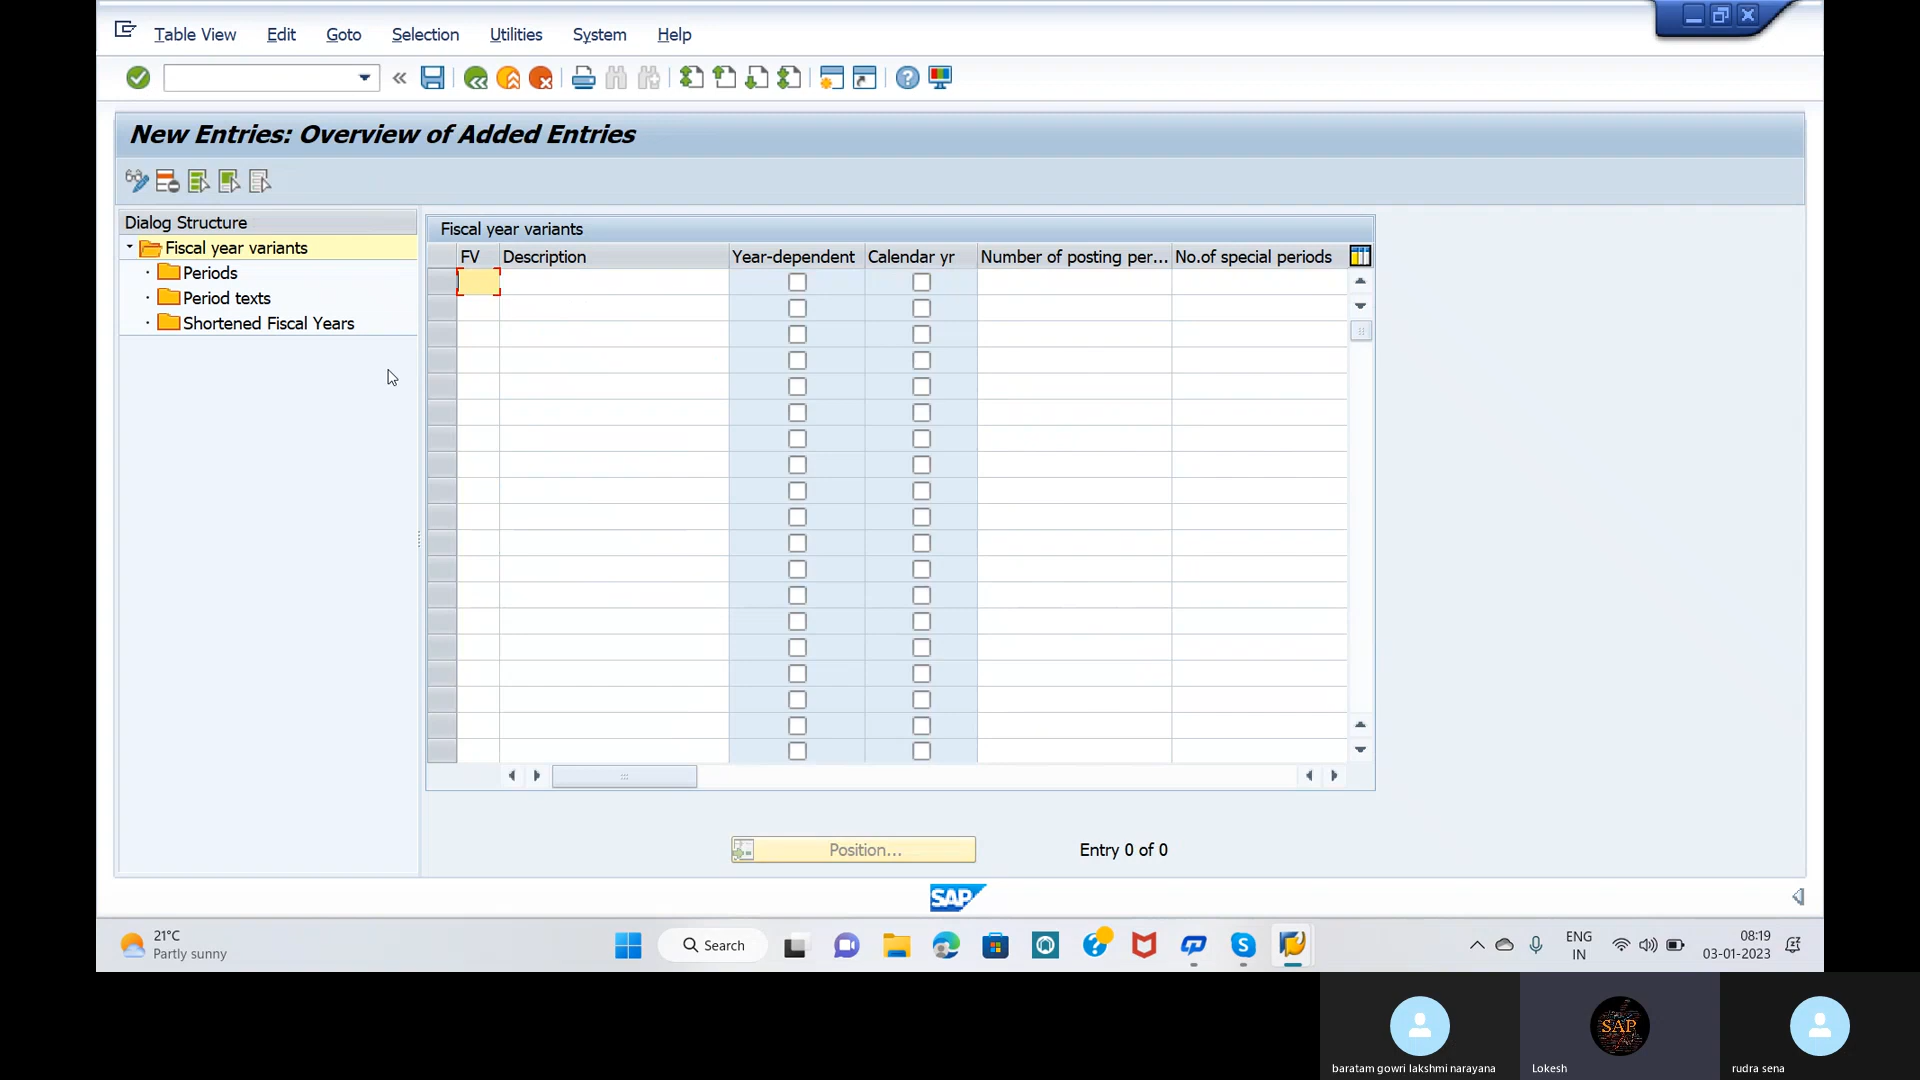 Table View Edit Goto Selection Utilities System Help
New Entries: Overview of Added Entries
Dialog Structure
Fiscal year variants
Periods
Period texts
Shortened Fiscal Years
Fiscal year variants
FV Description Year-dependent Calendar yr Number of posting per... No.of special periods
Position... Entry 0 of 0
SAP
21°C
Partly sunny
Search
ENG
IN
08:19
03-01-2023
SAP
baratam gowri lakshmi narayana
Lokesh
rudra sena